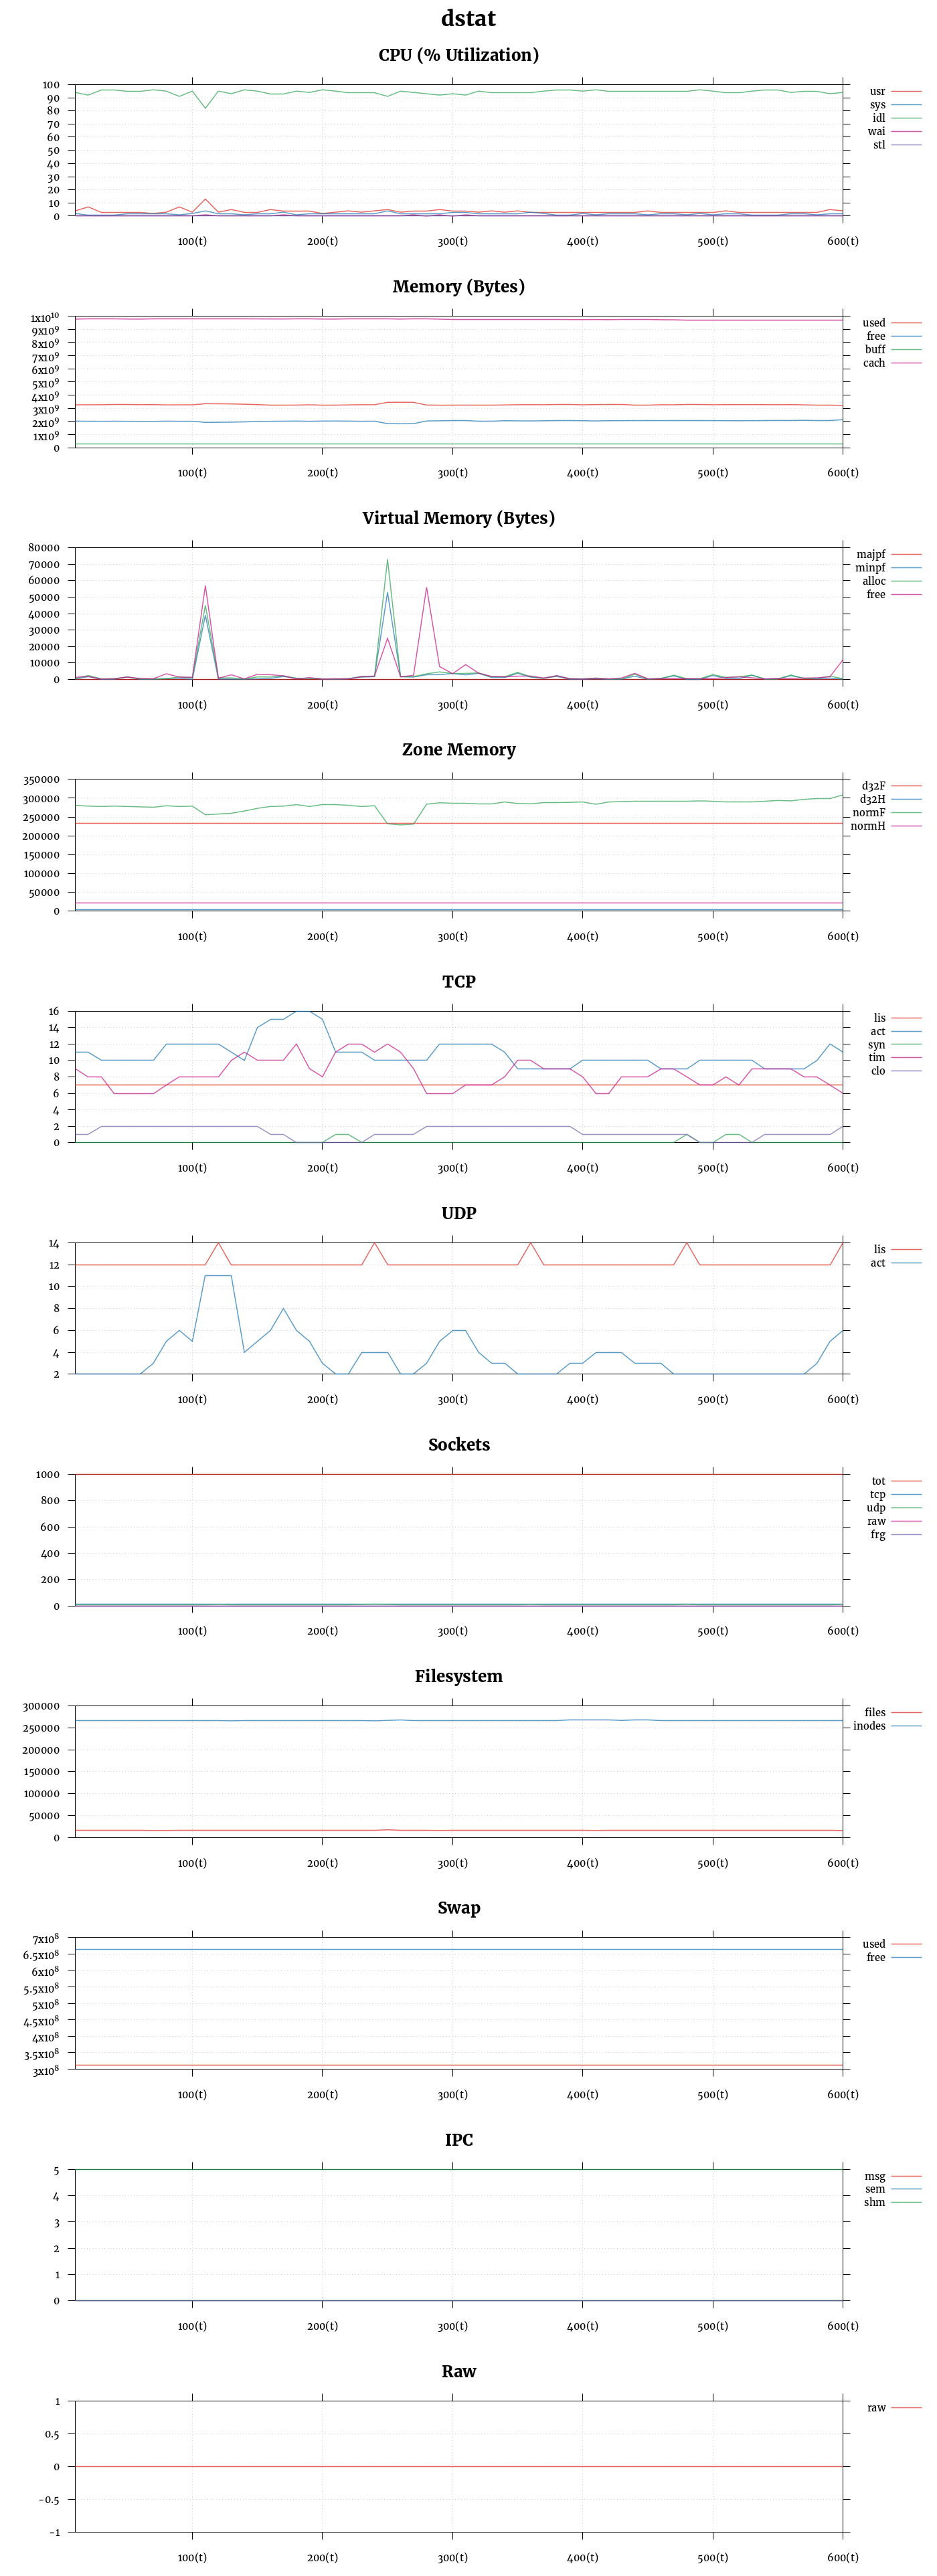 dstat
CPU (% Utilization)
100
90
80
70
60
50
40
30
20
10
0
usr
sys
idl
wai
stl
100(t) 200(t) 300(t) 400(t) 500(t) 600(t)
Memory (Bytes)
1x10¹⁰
9x10⁹
8x10⁹
7x10⁹
6x10⁹
5x10⁹
4x10⁹
3x10⁹
2x10⁹
1x10⁹
0
used
free
buff
cach
100(t) 200(t) 300(t) 400(t) 500(t) 600(t)
Virtual Memory (Bytes)
80000
70000
60000
50000
40000
30000
20000
10000
0
majpf
minpf
alloc
free
100(t) 200(t) 300(t) 400(t) 500(t) 600(t)
Zone Memory
350000
300000
250000
200000
150000
100000
50000
0
d32F
d32H
normF
normH
100(t) 200(t) 300(t) 400(t) 500(t) 600(t)
TCP
16
14
12
10
8
6
4
2
0
lis
act
syn
tim
clo
100(t) 200(t) 300(t) 400(t) 500(t) 600(t)
UDP
14
12
10
8
6
4
2
lis
act
100(t) 200(t) 300(t) 400(t) 500(t) 600(t)
Sockets
1000
800
600
400
200
0
tot
tcp
udp
raw
frg
100(t) 200(t) 300(t) 400(t) 500(t) 600(t)
Filesystem
300000
250000
200000
150000
100000
50000
0
files
inodes
100(t) 200(t) 300(t) 400(t) 500(t) 600(t)
Swap
7x10⁸
6.5x10⁸
6x10⁸
5.5x10⁸
5x10⁸
4.5x10⁸
4x10⁸
3.5x10⁸
3x10⁸
used
free
100(t) 200(t) 300(t) 400(t) 500(t) 600(t)
IPC
5
4
3
2
1
0
msg
sem
shm
100(t) 200(t) 300(t) 400(t) 500(t) 600(t)
Raw
1
0.5
0
-0.5
-1
raw
100(t) 200(t) 300(t) 400(t) 500(t) 600(t)